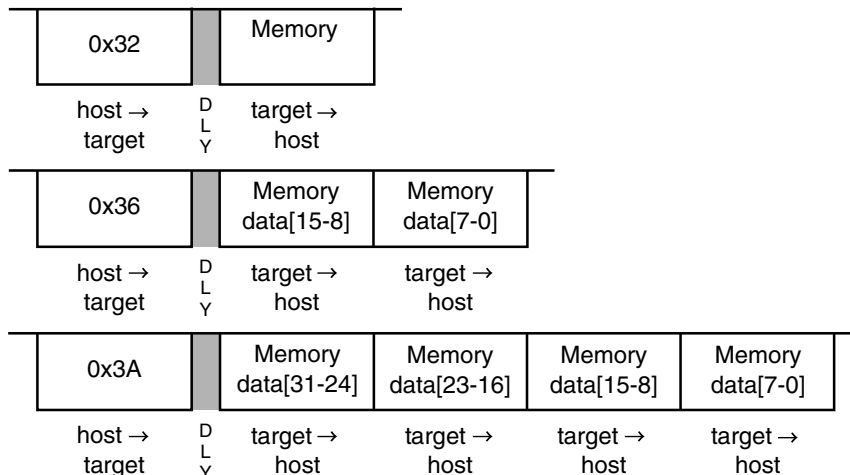 0x32 Memory
host → D target →
target L host
Y
0x36 Memory Memory
data[15-8] data[7-0]
host → D target → target →
target L host host
Y
0x3A Memory Memory Memory Memory
data[31-24] data[23-16] data[15-8] data[7-0]
host → D target → target → target → target →
target L host host host host
Y